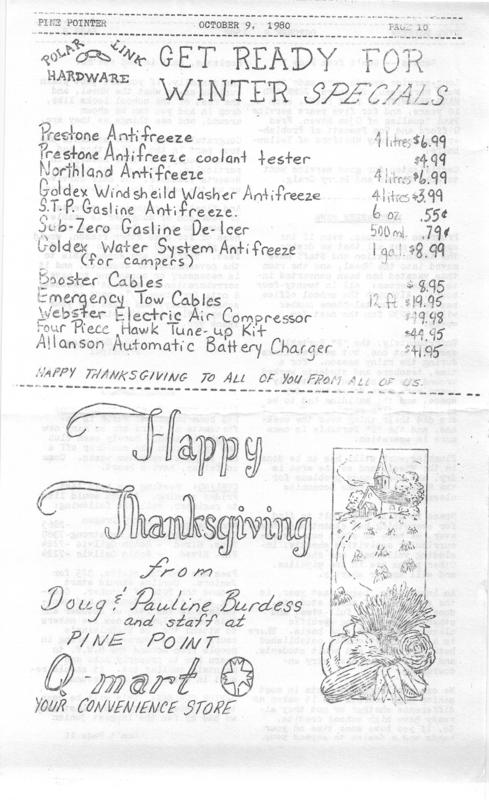 PINE POINTER OCTOBER 9, 1980 PAGE 10
POLAR LINK
HARDWARE
GET READY FOR
WINTER SPECIALS
Prestone Antifreeze 4 litres $6.99
Prestone Antifreeze coolant tester $4.99
Northland Antifreeze 4 litres $6.99
Goldex Windsheild Washer Antifreeze 4 litres $3.99
S.T.P. Gasline Antifreeze. 6 oz. .55¢
Sub-Zero Gasline De-Icer 500 ml. .79¢
Goldex Water System Antifreeze 1 gal. $8.99
(for campers)
Booster Cables $8.95
Emergency Tow Cables 12 ft $19.95
Webster Electric Air Compressor $49.98
Four Piece Hawk Tune-up Kit $44.95
Allanson Automatic Battery Charger $41.95
HAPPY THANKSGIVING TO ALL OF YOU FROM ALL OF US.
Happy
Thanksgiving
from
Doug & Pauline Burdess
and staff at
PINE POINT
Q-mart
YOUR CONVENIENCE STORE